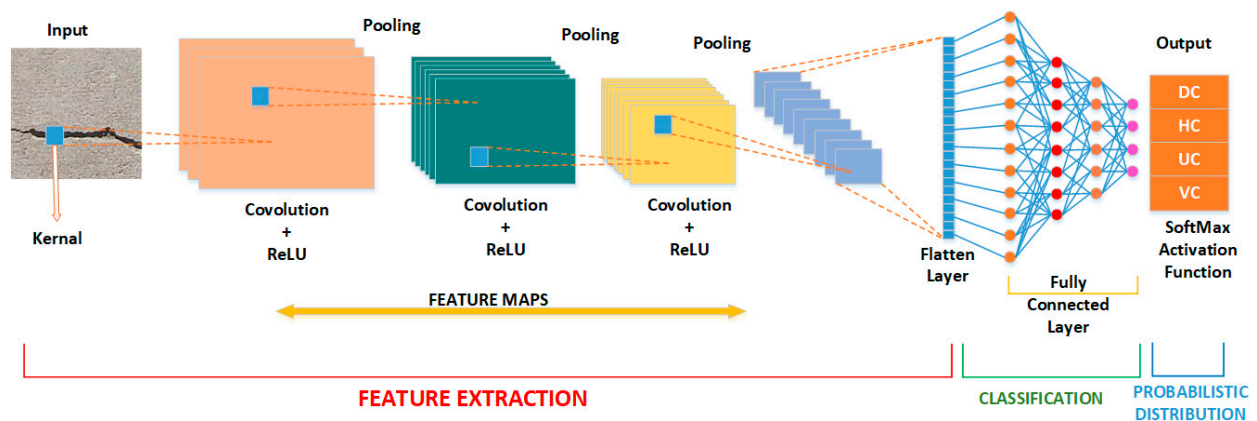 Input
Pooling
Pooling
Pooling
Output
DC
HC
UC
VC
Kernal
Covolution
+
ReLU
Covolution
+
ReLU
Covolution
+
ReLU
Flatten
Layer
SoftMax
Activation
Function
Fully
Connected
Layer
FEATURE MAPS
FEATURE EXTRACTION
CLASSIFICATION
PROBABILISTIC
DISTRIBUTION